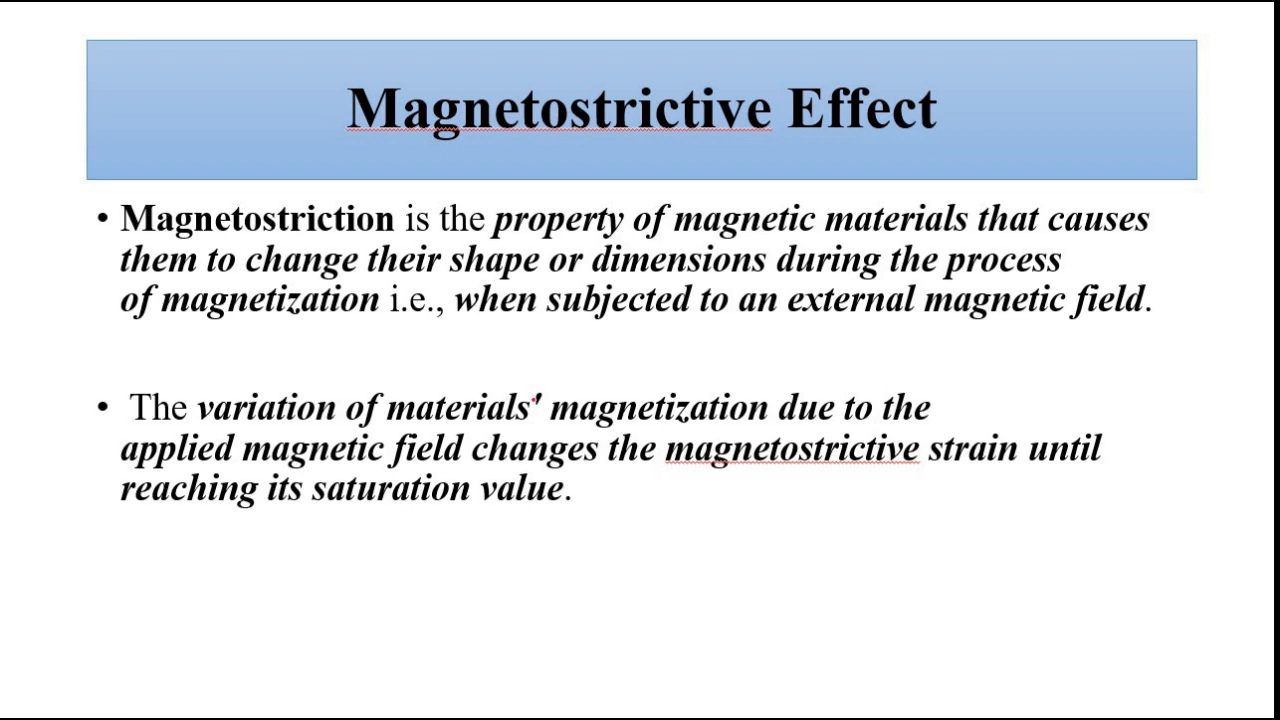 Magnetostrictive Effect
• Magnetostriction is the property of magnetic materials that causes
them to change their shape or dimensions during the process
of magnetization i.e., when subjected to an external magnetic field.
• The variation of materials' magnetization due to the
applied magnetic field changes the magnetostrictive strain until
reaching its saturation value.